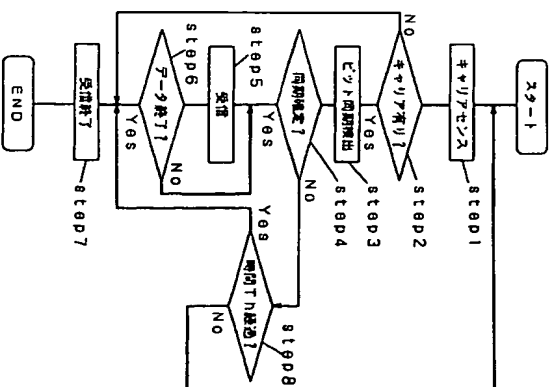 スタート
キャリアセンス
step1
キャリア有り?
step2
No
Yes
ビット同期検出
step3
同期確定?
step4
No
Yes
受信
step5
データ終了?
step6
No
Yes
時間Th経過?
step8
Yes
No
受信終了
step7
END